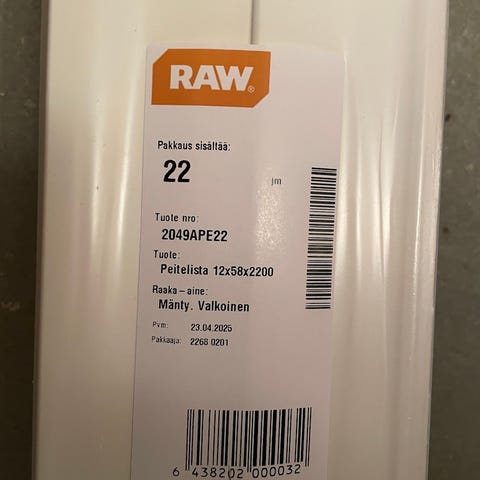 RAW®
Pakkaus sisältää:
22 jm
Tuote nro:
2049APE22
Tuote:
Peitelista 12x58x2200
Raaka-aine:
Mänty. Valkoinen
Pvm: 23.04.2025
Pakkaaja: 2268 0201
6 438202 000032